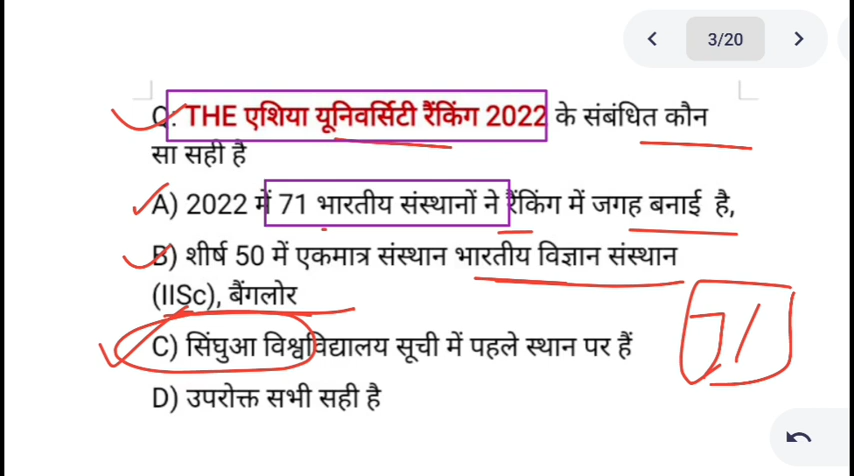 3/20
Q. THE एशिया यूनिवर्सिटी रैंकिंग 2022 के संबंधित कौन
सा सही है
A) 2022 में 71 भारतीय संस्थानों ने रैंकिंग में जगह बनाई है,
B) शीर्ष 50 में एकमात्र संस्थान भारतीय विज्ञान संस्थान
(IISc), बैंगलोर
71
C) सिंघुआ विश्वविद्यालय सूची में पहले स्थान पर हैं
D) उपरोक्त सभी सही है